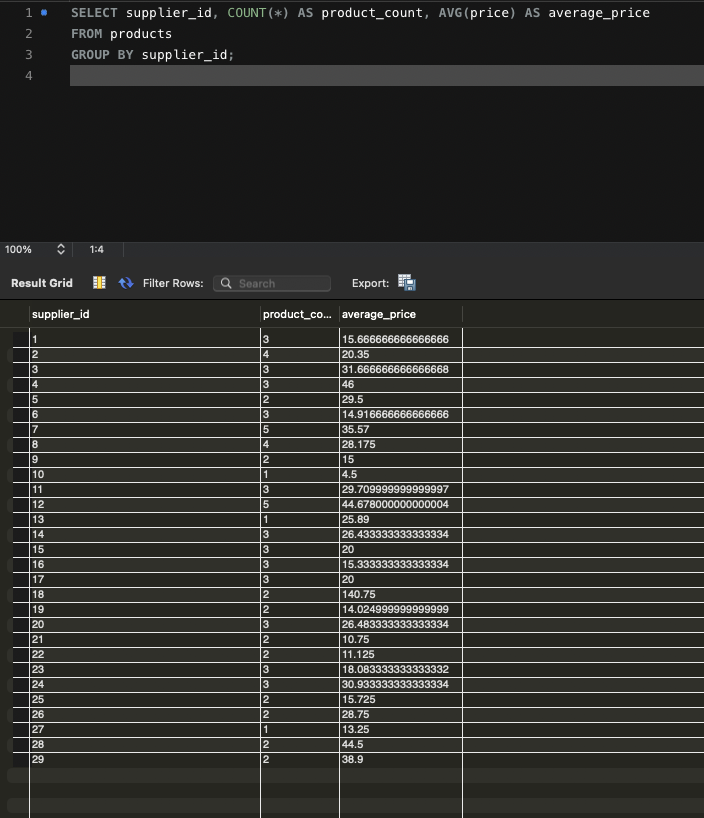 1 SELECT supplier_id, COUNT(*) AS product_count, AVG(price) AS average_price
2 FROM products
3 GROUP BY supplier_id;
4
100% 1:4
Result Grid Filter Rows: Search Export:
supplier_id product_co... average_price
1 3 15.666666666666666
2 4 20.35
3 3 31.666666666666668
4 3 46
5 2 29.5
6 3 14.916666666666666
7 5 35.57
8 4 28.175
9 2 15
10 1 4.5
11 3 29.709999999999997
12 5 44.678000000000004
13 1 25.89
14 3 26.433333333333334
15 3 20
16 3 15.333333333333334
17 3 20
18 2 140.75
19 2 14.024999999999999
20 3 26.483333333333334
21 2 10.75
22 2 11.125
23 3 18.083333333333332
24 3 30.933333333333334
25 2 15.725
26 2 28.75
27 1 13.25
28 2 44.5
29 2 38.9